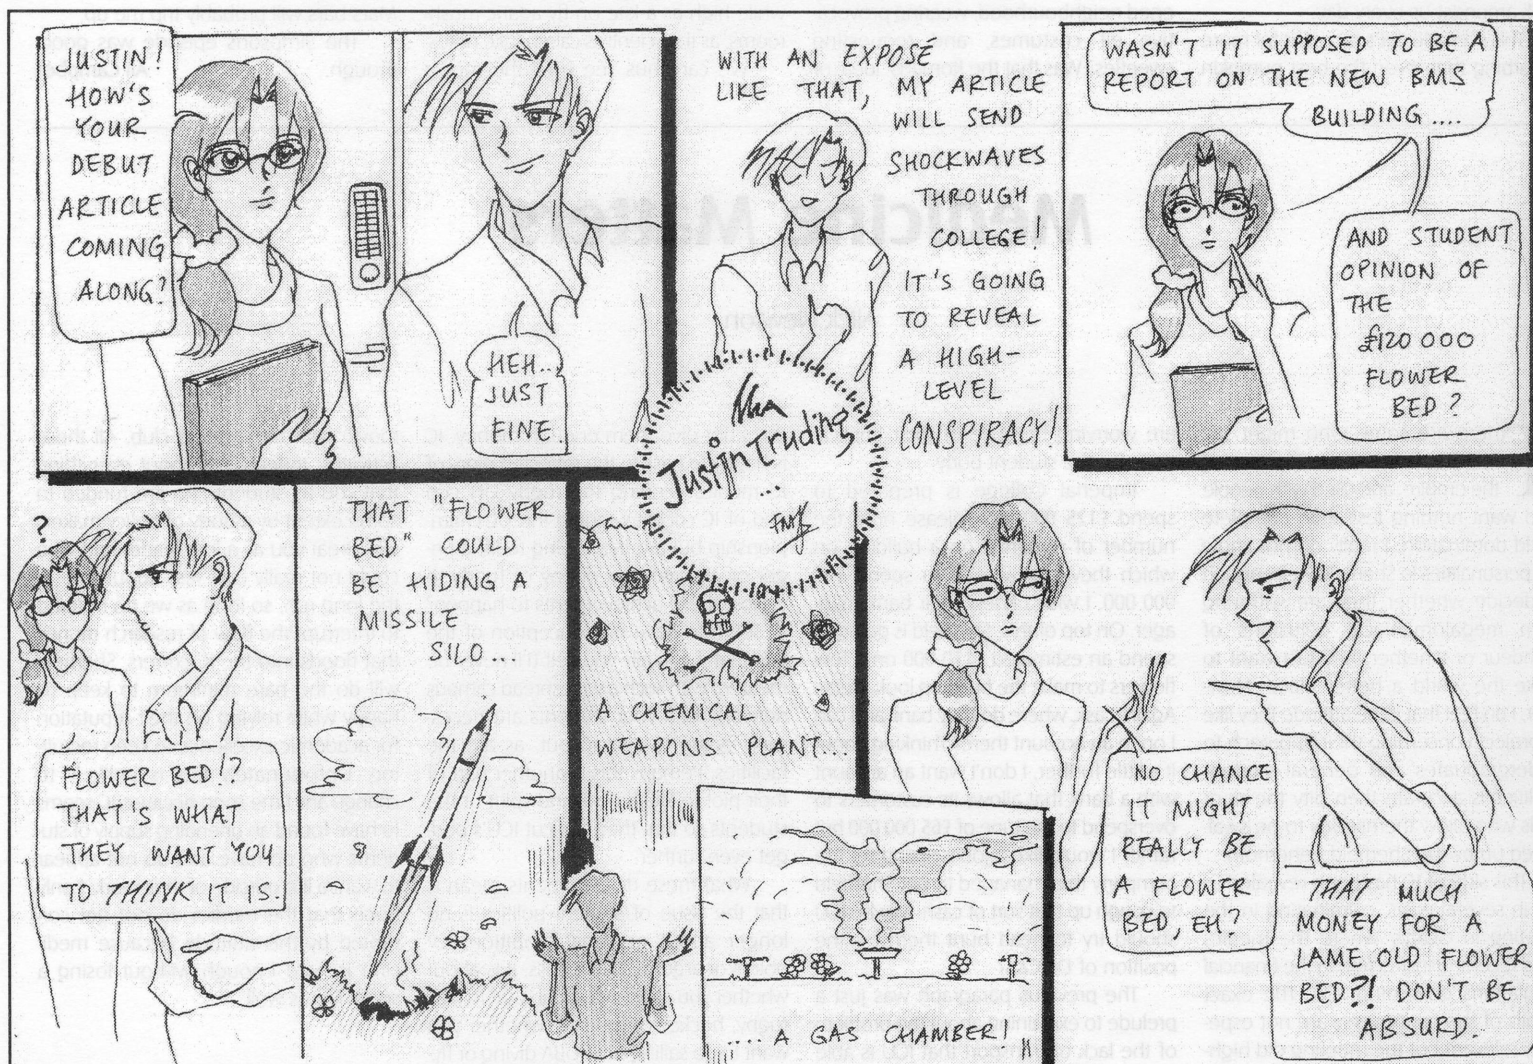 JUSTIN!
HOW'S
YOUR
DEBUT
ARTICLE
COMING
ALONG?
HEH...
JUST
FINE
WITH AN EXPOSÉ
LIKE THAT, MY ARTICLE
WILL SEND
SHOCKWAVES
THROUGH
COLLEGE!
IT'S GOING
TO REVEAL
A HIGH-
LEVEL
CONSPIRACY!
WASN'T IT SUPPOSED TO BE A
REPORT ON THE NEW BMS
BUILDING....
AND STUDENT
OPINION OF
THE
£120 000
FLOWER
BED?
Justin Truding
...
?
FLOWER BED!?
THAT'S WHAT
THEY WANT YOU
TO THINK IT IS.
THAT "FLOWER
BED" COULD
BE HIDING A
MISSILE
SILO...
A CHEMICAL
WEAPONS PLANT
....A GAS CHAMBER...!
NO CHANCE
IT MIGHT
REALLY BE
A FLOWER
BED, EH?
THAT MUCH
MONEY FOR A
LAME OLD FLOWER
BED?! DON'T BE
ABSURD.